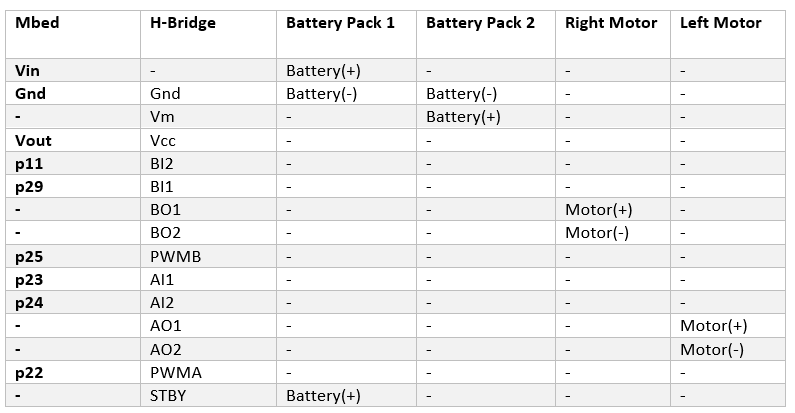 Mbed H-Bridge Battery Pack 1 Battery Pack 2 Right Motor Left Motor
Vin - Battery(+) - - -
Gnd Gnd Battery(-) Battery(-) - -
- Vm - Battery(+) - -
Vout Vcc - - - -
p11 BI2 - - - -
p29 BI1 - - - -
- BO1 - - Motor(+) -
- BO2 - - Motor(-) -
p25 PWMB - - - -
p23 AI1 - - - -
p24 AI2 - - - -
- AO1 - - - Motor(+)
- AO2 - - - Motor(-)
p22 PWMA - - - -
- STBY Battery(+) - - -